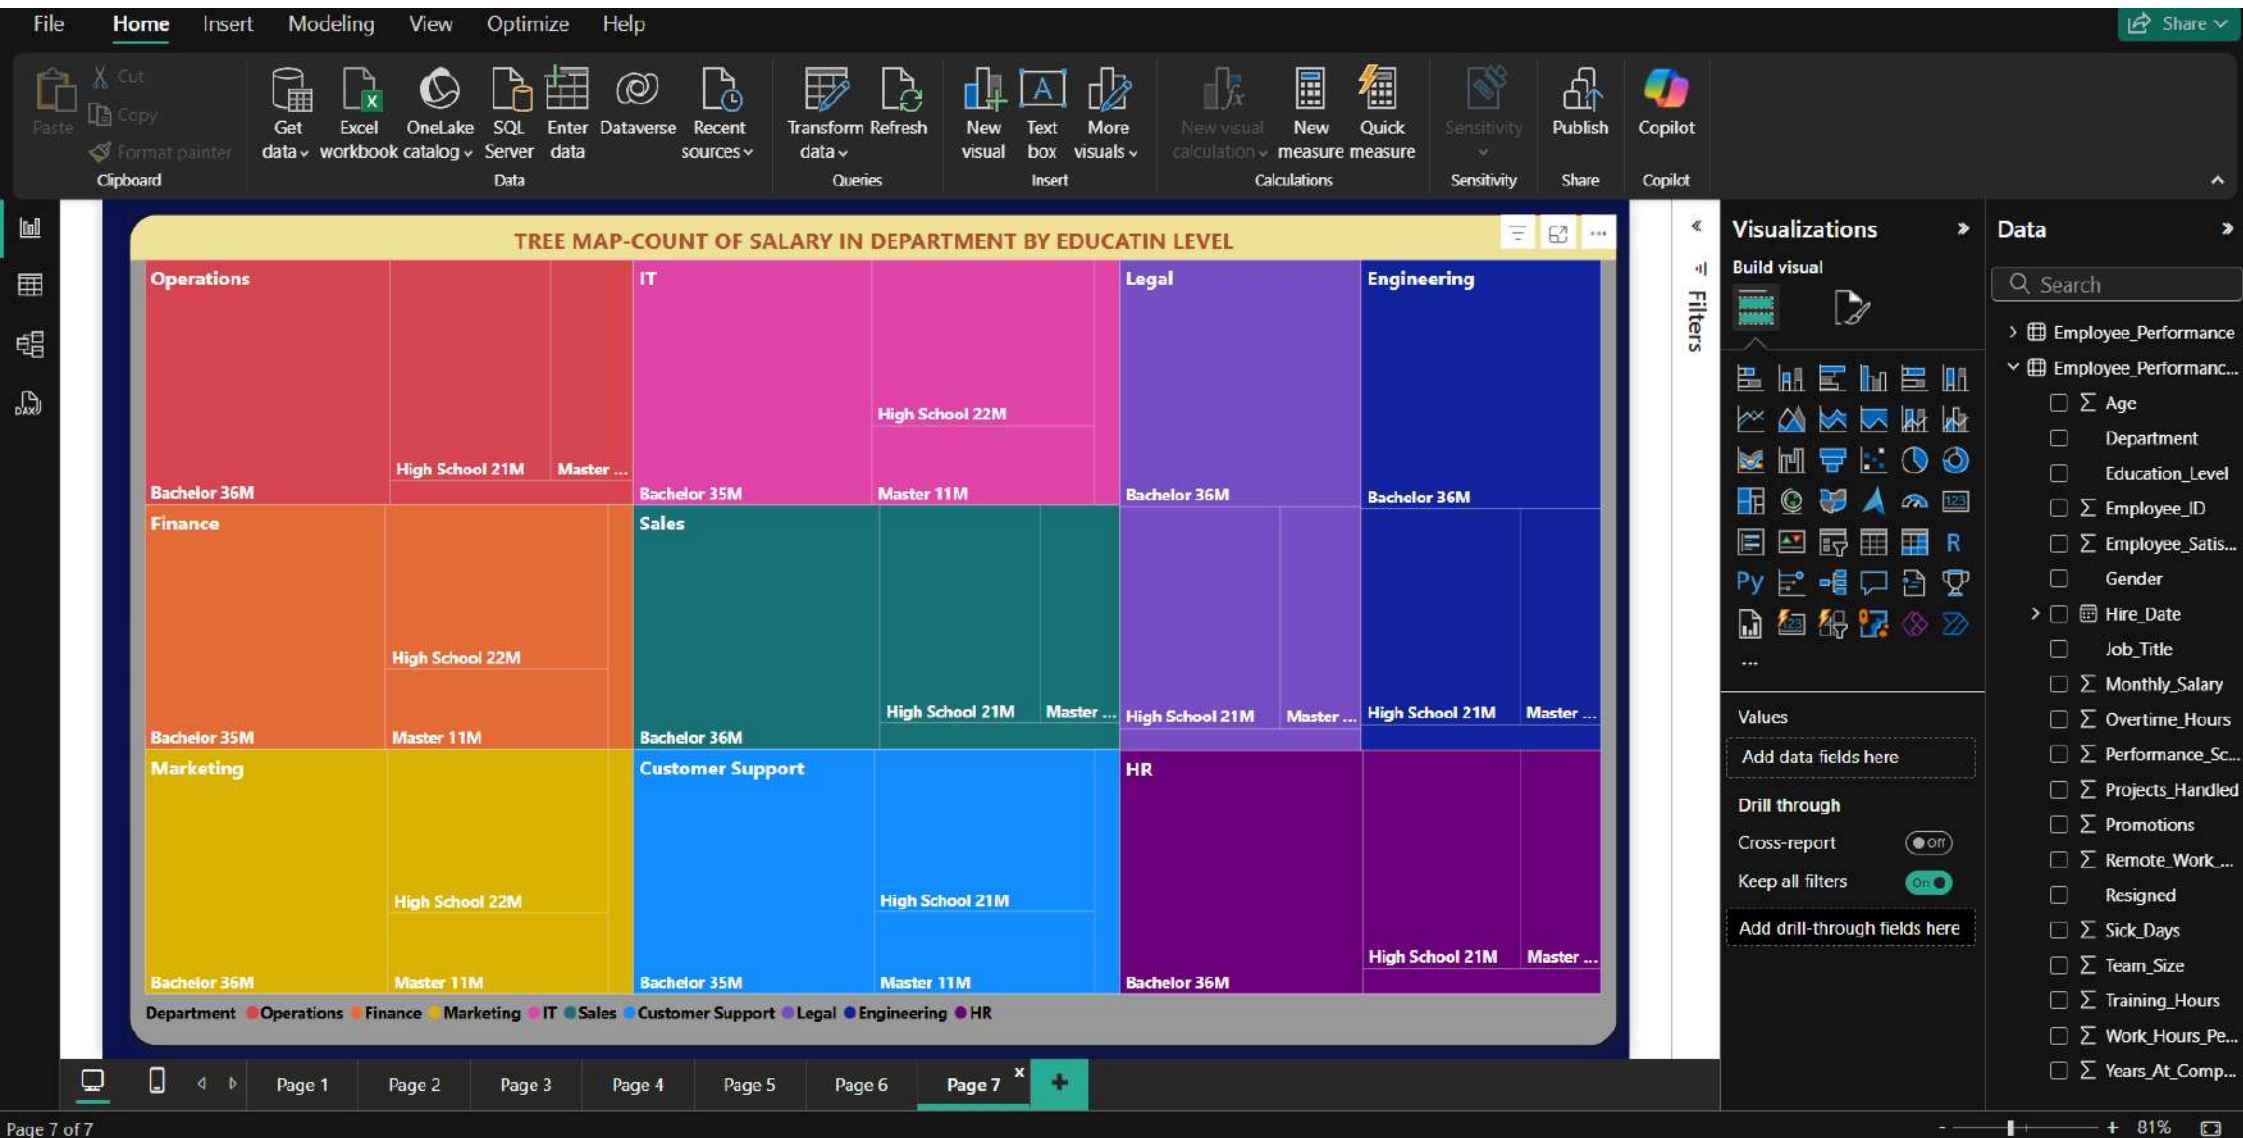 File Home Insert Modeling View Optimize Help Share
Paste
Cut
Copy
Format painter
Clipboard
Get data
Excel workbook
OneLake catalog
SQL Server
Enter data
Dataverse
Recent sources
Data
Transform data
Refresh
Queries
New visual
Text box
More visuals
Insert
New visual calculation
New measure
Quick measure
Calculations
Sensitivity
Sensitivity
Publish
Share
Copilot
Copilot
TREE MAP-COUNT OF SALARY IN DEPARTMENT BY EDUCATIN LEVEL
Operations
High School 21M
Master ...
Bachelor 36M
IT
High School 22M
Bachelor 35M
Master 11M
Legal
Bachelor 36M
High School 21M
Master ...
Engineering
Bachelor 36M
High School 21M
Master ...
Finance
High School 22M
Bachelor 35M
Master 11M
Sales
High School 21M
Master ...
Bachelor 36M
Marketing
High School 22M
Bachelor 36M
Master 11M
Customer Support
High School 21M
Bachelor 35M
Master 11M
HR
High School 21M
Master ...
Bachelor 36M
Department Operations Finance Marketing IT Sales Customer Support Legal Engineering HR
Filters
Visualizations
Build visual
123
R
Py
123
...
Values
Add data fields here
Drill through
Cross-report Off
Keep all filters On
Add drill-through fields here
Data
Search
Employee_Performance
Employee_Performanc...
Age
Department
Education_Level
Employee_ID
Employee_Satis...
Gender
Hire_Date
Job_Title
Monthly_Salary
Overtime_Hours
Performance_Sc...
Projects_Handled
Promotions
Remote_Work_...
Resigned
Sick_Days
Team_Size
Training_Hours
Work_Hours_Pe...
Years_At_Comp...
DAX
Page 1 Page 2 Page 3 Page 4 Page 5 Page 6 Page 7 x +
Page 7 of 7
- + 81%